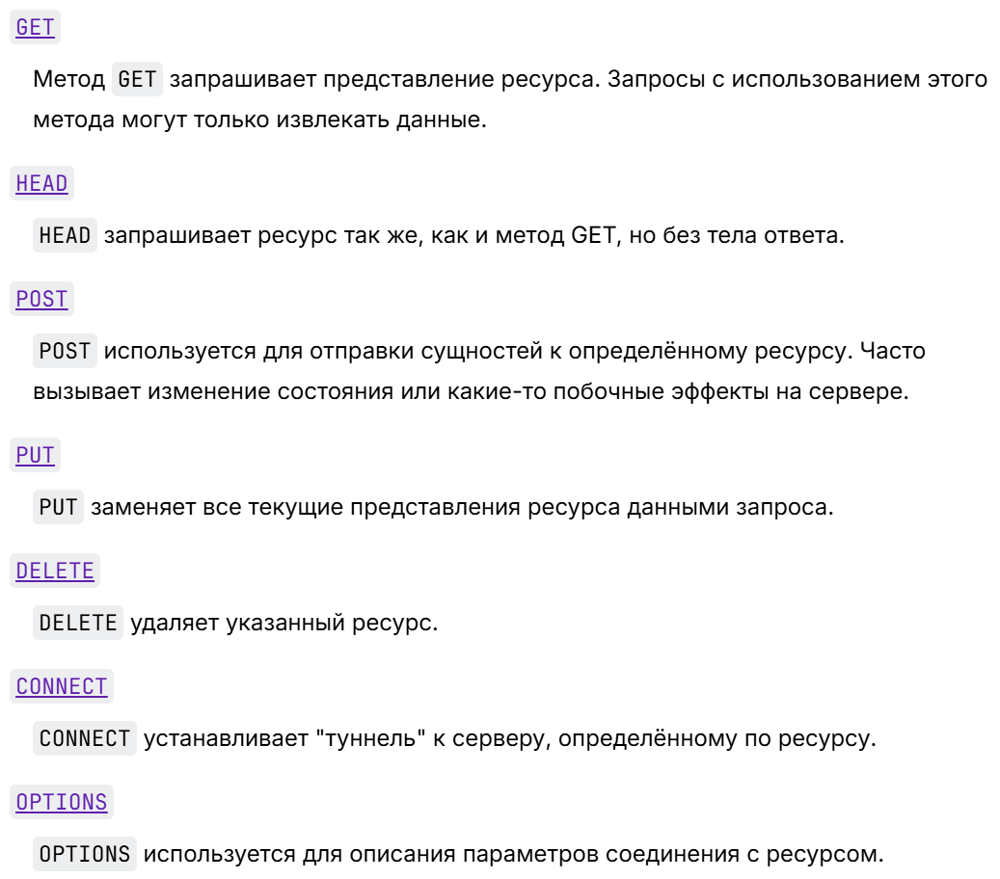 GET
Метод GET запрашивает представление ресурса. Запросы с использованием этого
метода могут только извлекать данные.
HEAD
HEAD запрашивает ресурс так же, как и метод GET, но без тела ответа.
POST
POST используется для отправки сущностей к определённому ресурсу. Часто
вызывает изменение состояния или какие-то побочные эффекты на сервере.
PUT
PUT заменяет все текущие представления ресурса данными запроса.
DELETE
DELETE удаляет указанный ресурс.
CONNECT
CONNECT устанавливает "туннель" к серверу, определённому по ресурсу.
OPTIONS
OPTIONS используется для описания параметров соединения с ресурсом.